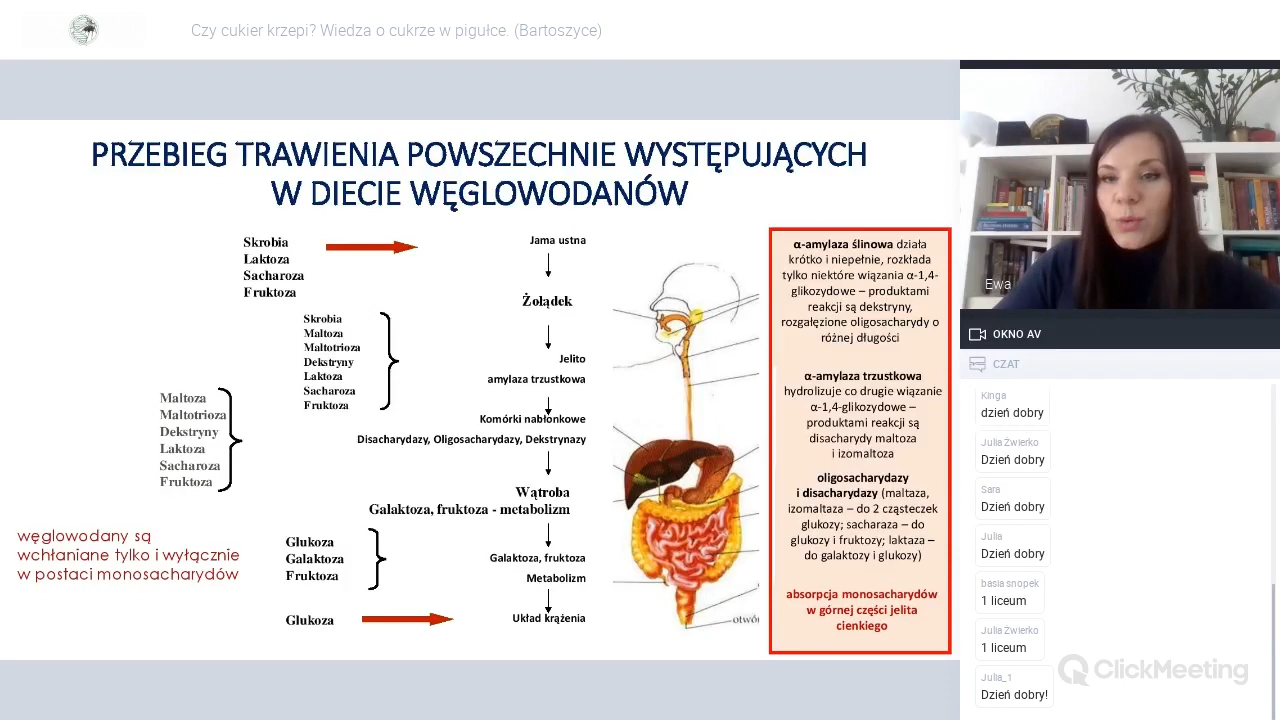 Czy cukier krzepi? Wiedza o cukrze w pigułce. (Bartoszyce)
PRZEBIEG TRAWIENIA POWSZECHNIE WYSTĘPUJĄCYCH
W DIECIE WĘGLOWODANÓW
Skrobia
Laktoza
Sacharoza
Fruktoza
Jama ustna
Żołądek
Skrobia
Maltoza
Maltotrioza
Dekstryny
Laktoza
Sacharoza
Fruktoza
Jelito
amylaza trzustkowa
Maltoza
Maltotrioza
Dekstryny
Laktoza
Sacharoza
Fruktoza
Komórki nabłonkowe
Disacharydazy, Oligosacharydazy, Dekstrynazy
Wątroba
Galaktoza, fruktoza - metabolizm
węglowodany są
wchłaniane tylko i wyłącznie
w postaci monosacharydów
Glukoza
Galaktoza
Fruktoza
Galaktoza, fruktoza
Metabolizm
Glukoza
Układ krążenia
otwó
α-amylaza ślinowa działa
krótko i niepełnie, rozkłada
tylko niektóre wiązania α-1,4-
glikozydowe – produktami
reakcji są dekstryny,
rozgałęzione oligosacharydy o
różnej długości
α-amylaza trzustkowa
hydrolizuje co drugie wiązanie
α-1,4-glikozydowe –
produktami reakcji są
disacharydy maltoza
i izomaltoza
oligosacharydazy
i disacharydazy (maltaza,
izomaltaza – do 2 cząsteczek
glukozy; sacharaza – do
glukozy i fruktozy; laktaza –
do galaktozy i glukozy)
absorpcja monosacharydów
w górnej części jelita
cienkiego
Ewa
OKNO AV
CZAT
Kinga
dzień dobry
Julia Żwierko
Dzień dobry
Sara
Dzień dobry
Julia
Dzień dobry
basia snopek
1 liceum
Julia Żwierko
1 liceum
Julia_1
Dzień dobry!
ClickMeeting